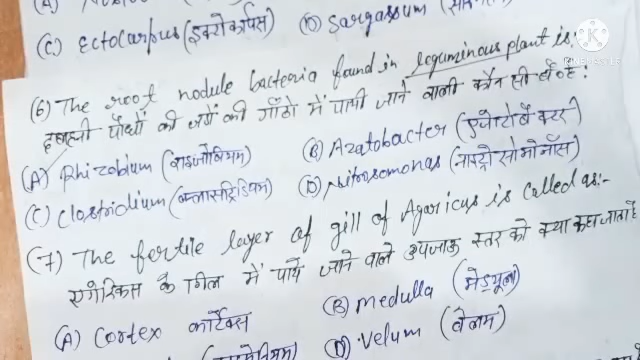 (C) Ectocarpus (इक्टोकार्पस) (D) Sargassum
(6) The root nodule bacteria found in leguminous plant is.
पौधों की जड़ों की गाँठो में पायी जाने वाली कौन सी है:
(A) Rhizobium (राइजोबियम) (B) Azatobacter (एजोटोबैक्टर)
(C) Clostridium (क्लास्ट्रीडियम) (D) Nitrosomonas (नाइट्रोसोमोनॉस)
(7) The fertile layer of gill of Agaricus is called as:-
एगेरिकस के गिल में पाये जाने वाले उपजाऊ स्तर को क्या कहा जाता है
(A) Cortex कार्टेक्स (B) Medulla (मेड्यूला)
(D) Velum (वेलम)
KINEMASTER